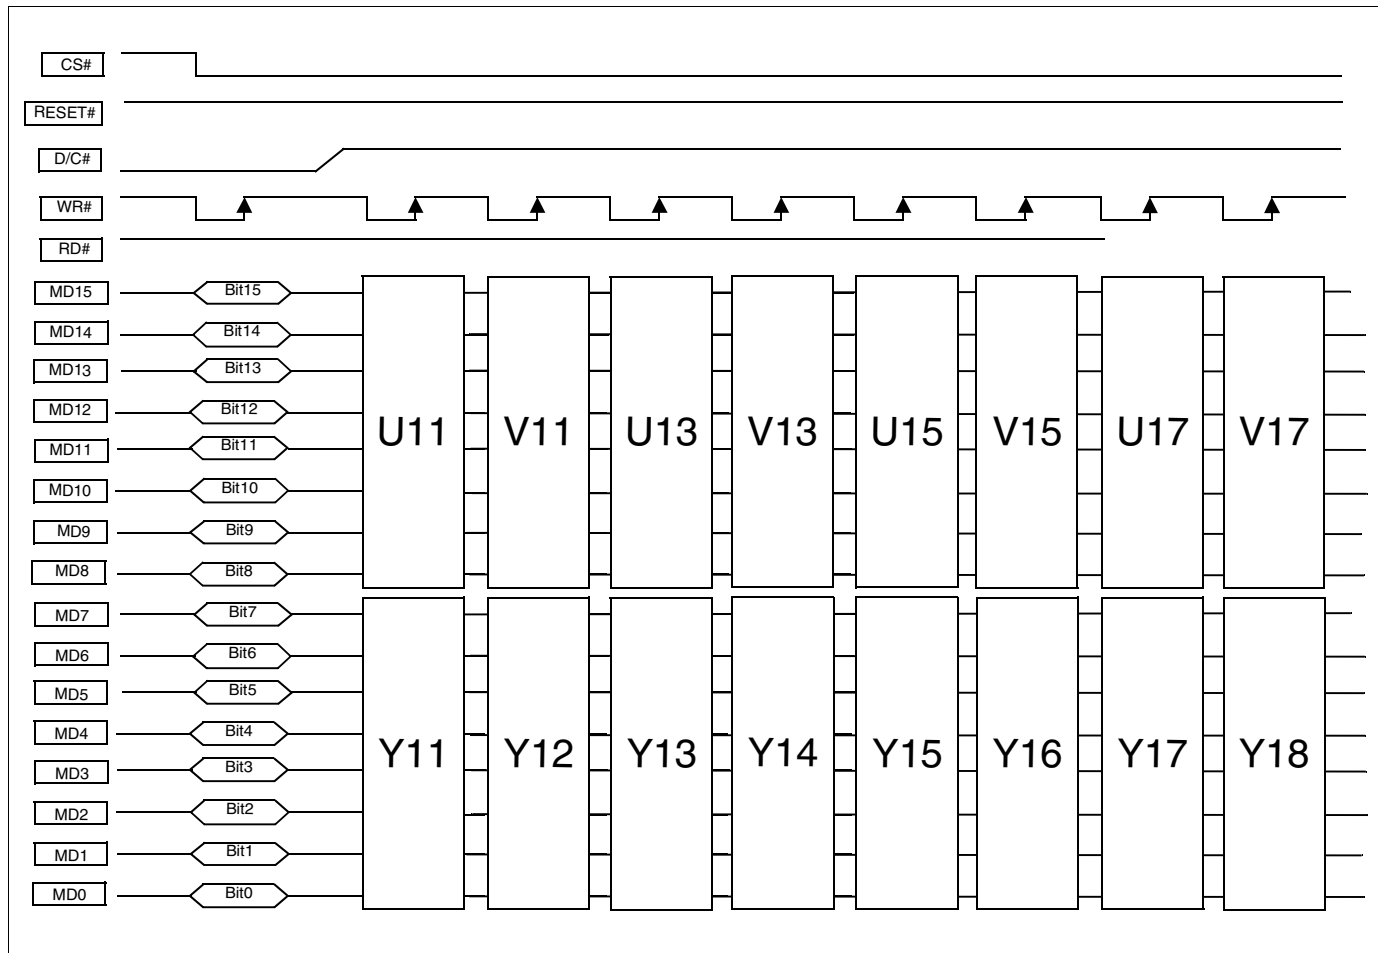 CS#
RESET#
D/C#
WR#
RD#
MD15 Bit15
MD14 Bit14
MD13 Bit13
MD12 Bit12
MD11 Bit11
MD10 Bit10
MD9 Bit9
MD8 Bit8
U11 V11 U13 V13 U15 V15 U17 V17
MD7 Bit7
MD6 Bit6
MD5 Bit5
MD4 Bit4
MD3 Bit3
MD2 Bit2
MD1 Bit1
MD0 Bit0
Y11 Y12 Y13 Y14 Y15 Y16 Y17 Y18